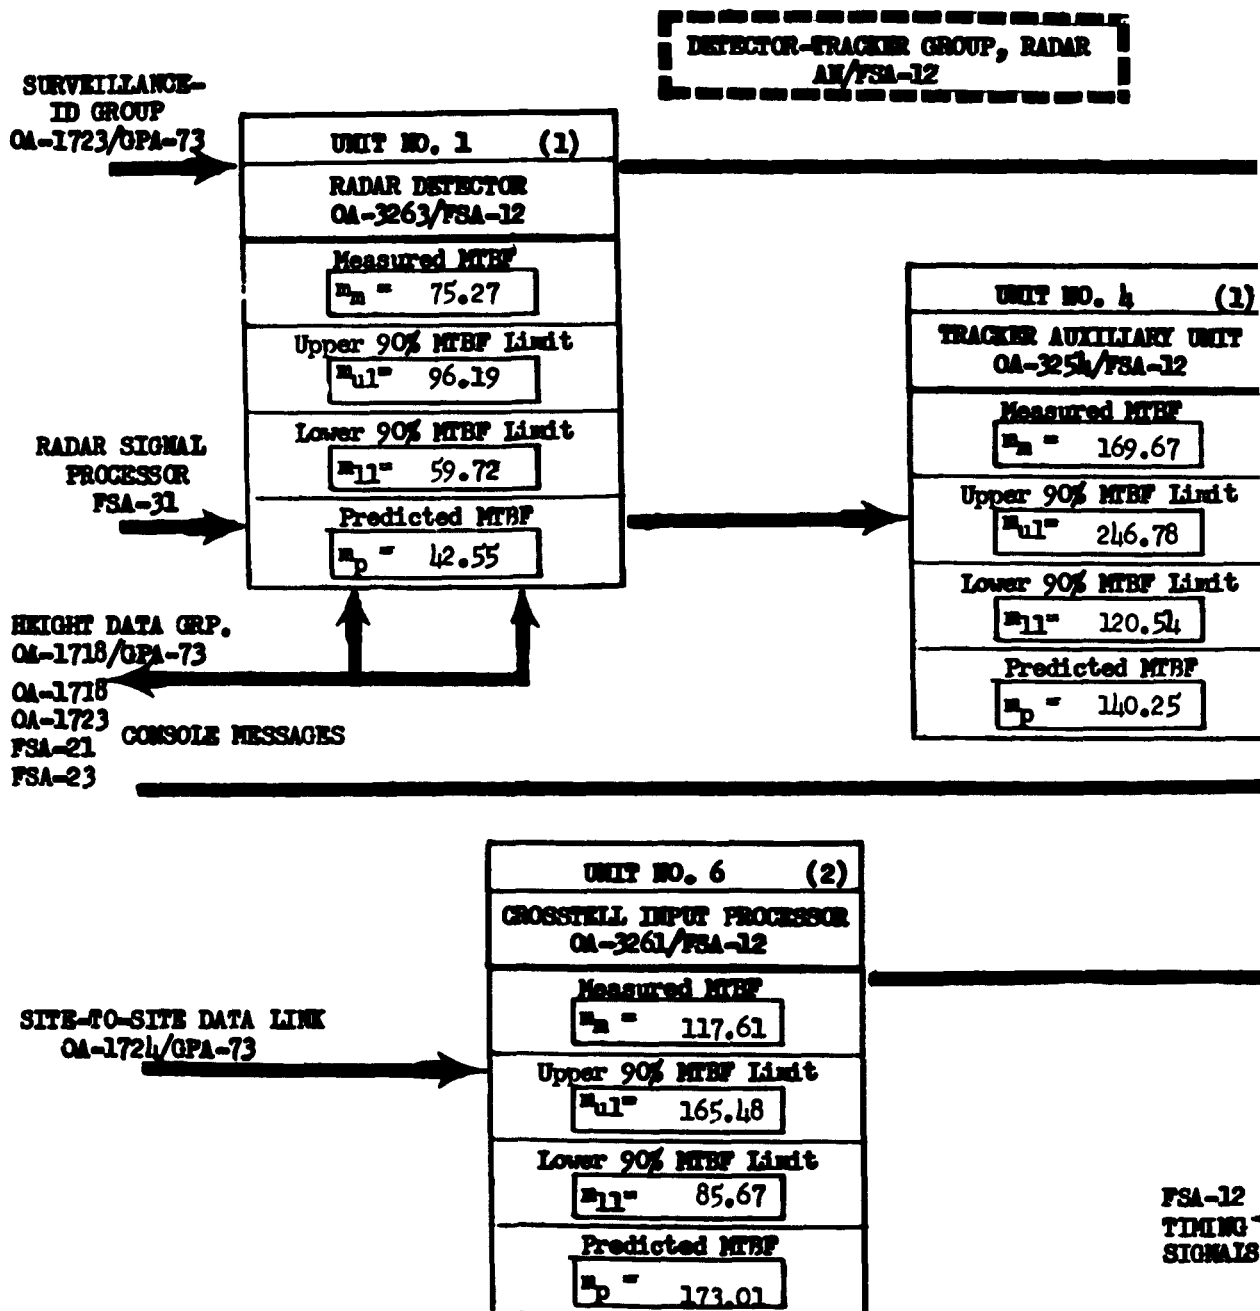 DETECTOR-TRACKER GROUP, RADAR
AN/FSA-12
SURVEILLANCE-
ID GROUP
OA-1723/GPA-73
UNIT NO. 1 (1)
RADAR DETECTOR
OA-3263/FSA-12
Measured MTBF
mm = 75.27
Upper 90% MTBF Limit
mul= 96.19
Lower 90% MTBF Limit
mll= 59.72
Predicted MTBF
mp = 42.55
RADAR SIGNAL
PROCESSOR
FSA-31
HEIGHT DATA GRP.
OA-1718/GPA-73
OA-1718
OA-1723
FSA-21
FSA-23
CONSOLE MESSAGES
UNIT NO. 4 (1)
TRACKER AUXILIARY UNIT
OA-3254/FSA-12
Measured MTBF
mm = 169.67
Upper 90% MTBF Limit
mul= 246.78
Lower 90% MTBF Limit
mll= 120.54
Predicted MTBF
mp = 140.25
UNIT NO. 6 (2)
CROSSTELL INPUT PROCESSOR
OA-3261/FSA-12
Measured MTBF
mm = 117.61
Upper 90% MTBF Limit
mul= 165.48
Lower 90% MTBF Limit
mll= 85.67
Predicted MTBF
mp = 173.01
SITE-TO-SITE DATA LINK
OA-1724/GPA-73
FSA-12
TIMING
SIGNALS